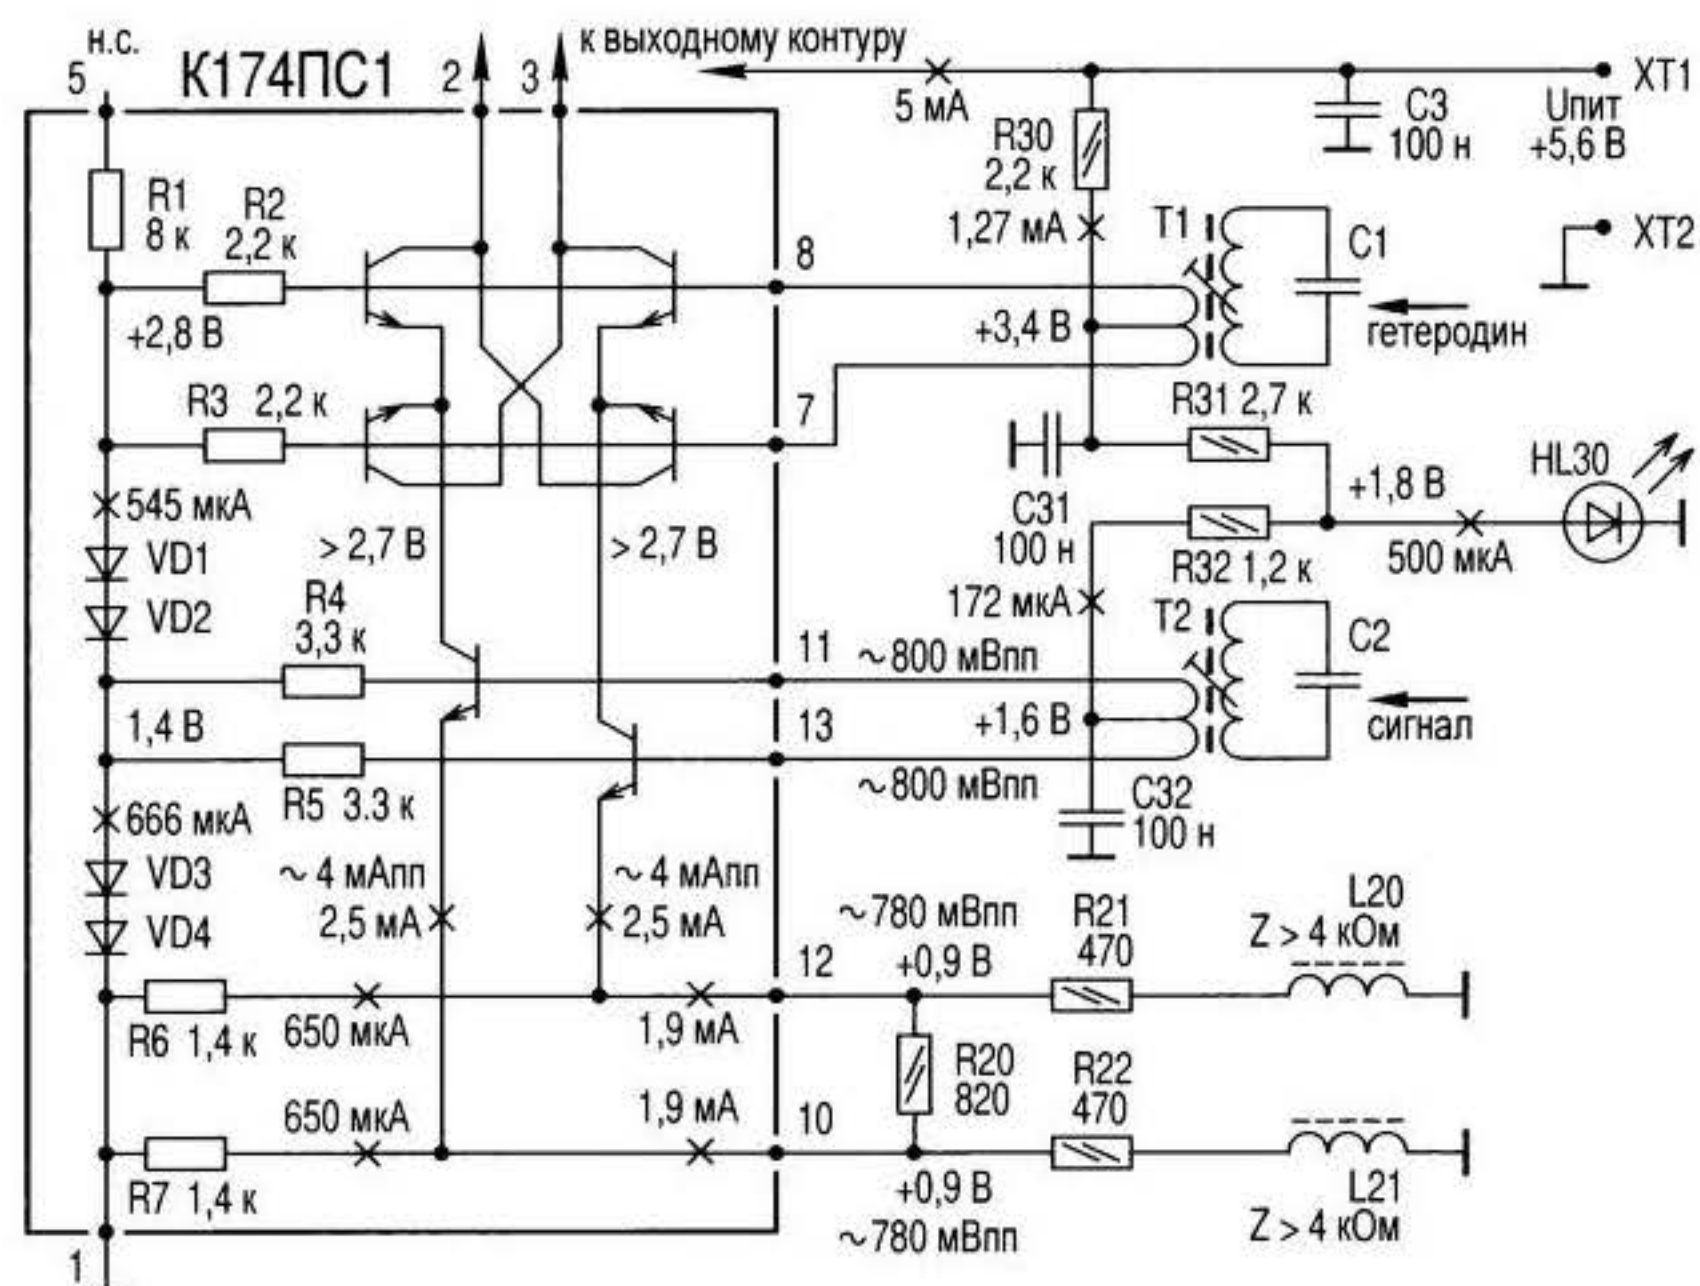 н.с.
К174ПС1
5
2
3
к выходному контуру
5 мА
R30
2,2 к
1,27 мА
C3
100 н
Uпит
+5,6 В
XT1
XT2
R1
8 к
R2
2,2 к
+2,8 В
8
+3,4 В
T1
C1
гетеродин
R3 2,2 к
7
R31 2,7 к
545 мкА
VD1
VD2
> 2,7 В
> 2,7 В
C31
100 н
R32 1,2 к
+1,8 В
500 мкА
HL30
172 мкА
R4
3,3 к
11
~800 мВпп
T2
C2
1,4 В
13
+1,6 В
сигнал
R5 3.3 к
~800 мВпп
C32
100 н
666 мкА
VD3
VD4
~ 4 мАпп
2,5 мА
~ 4 мАпп
2,5 мА
12
~780 мВпп
+0,9 В
R21
470
L20
Z > 4 кОм
R6 1,4 к
650 мкА
1,9 мА
R20
820
R22
470
650 мкА
1,9 мА
10
R7 1,4 к
+0,9 В
~780 мВпп
L21
Z > 4 кОм
1